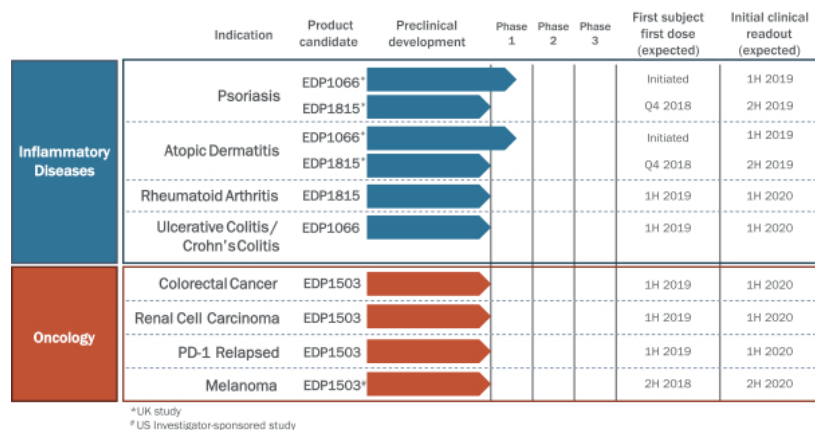 Indication Product candidate Preclinical development Phase 1 Phase 2 Phase 3 First subject first dose (expected) Initial clinical readout (expected)
Inflammatory Diseases
Psoriasis
EDP1066* Initiated 1H 2019
EDP1815* Q4 2018 2H 2019
Atopic Dermatitis
EDP1066* Initiated 1H 2019
EDP1815* Q4 2018 2H 2019
Rheumatoid Arthritis EDP1815 1H 2019 1H 2020
Ulcerative Colitis / Crohn's Colitis EDP1066 1H 2019 1H 2020
Oncology
Colorectal Cancer EDP1503 1H 2019 1H 2020
Renal Cell Carcinoma EDP1503 1H 2019 1H 2020
PD-1 Relapsed EDP1503 1H 2019 1H 2020
Melanoma EDP1503# 2H 2018 2H 2020
*UK study
# US Investigator-sponsored study